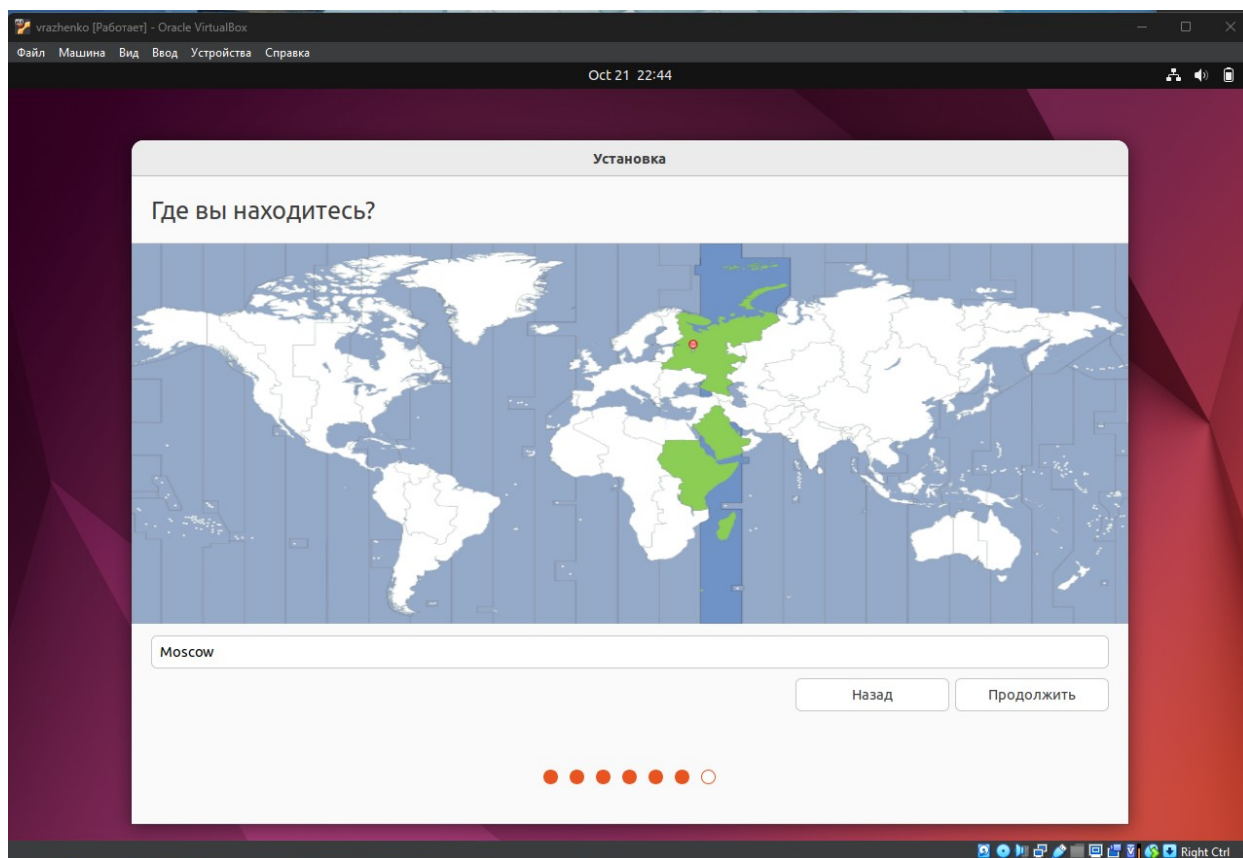 vrazhenko [Работает] - Oracle VirtualBox
Файл Машина Вид Ввод Устройства Справка
Oct 21 22:44
Установка
Где вы находитесь?
Moscow
Назад Продолжить
Right Ctrl